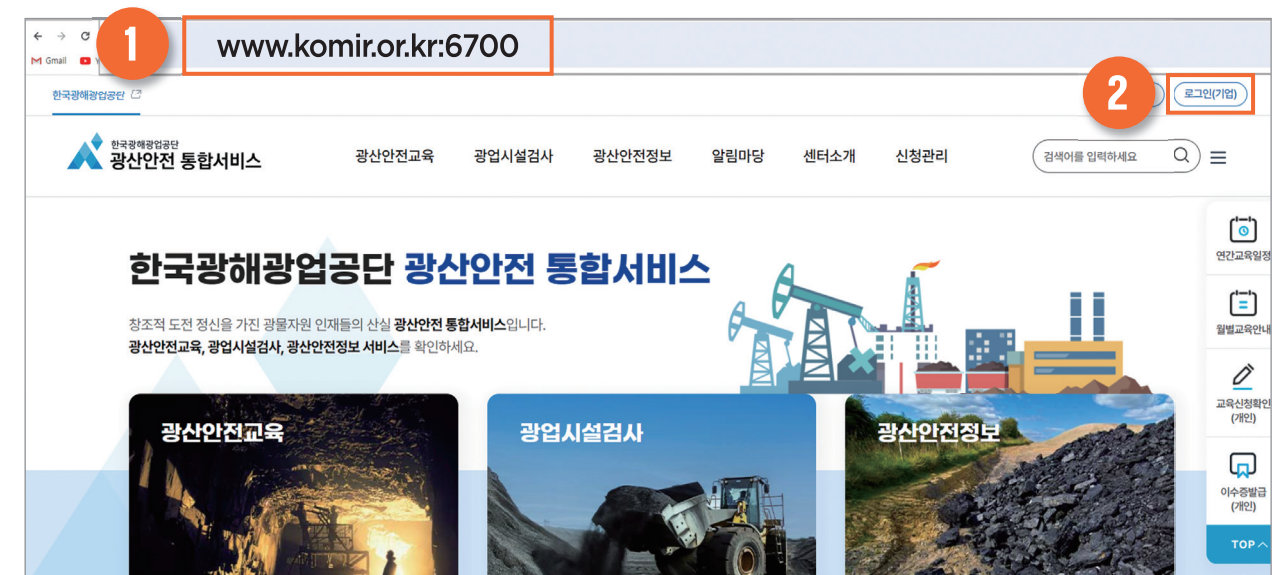 1
www.komir.or.kr:6700
Gmail
한국광해광업공단
2
로그인(기업)
한국광해광업공단
광산안전 통합서비스
광산안전교육 광업시설검사 광산안전정보 알림마당 센터소개 신청관리
검색어를 입력하세요
한국광해광업공단 광산안전 통합서비스
창조적 도전 정신을 가진 광물자원 인재들의 산실 광산안전 통합서비스입니다.
광산안전교육, 광업시설검사, 광산안전정보 서비스를 확인하세요.
광산안전교육
광업시설검사
광산안전정보
연간교육일정
월별교육안내
교육신청확인
(개인)
이수증발급
(개인)
TOP